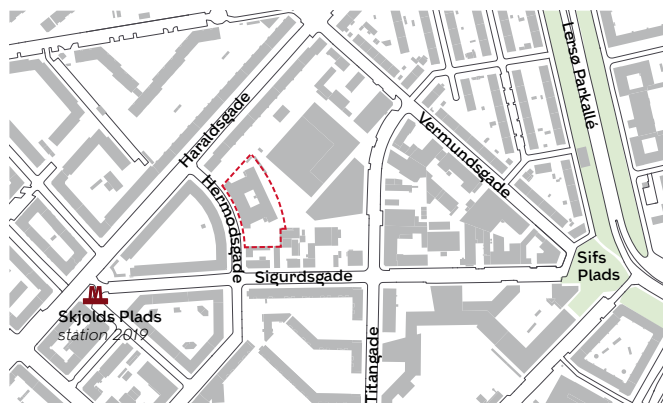 Lersø Parkallé
Haraldsgade
Vermundsgade
Hermodsgade
Sifs
Plads
Sigurdsgade
M
Skjolds Plads
station 2019
Titangade